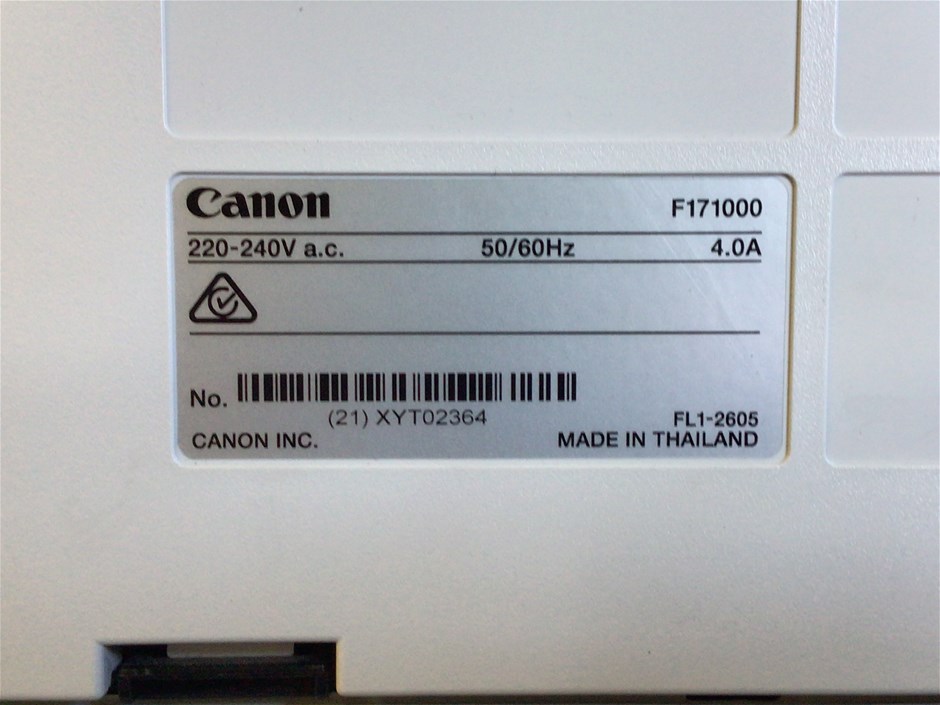 Canon F171000
220-240V a.c. 50/60Hz 4.0A
No.
(21) XYT02364
FL1-2605
CANON INC. MADE IN THAILAND